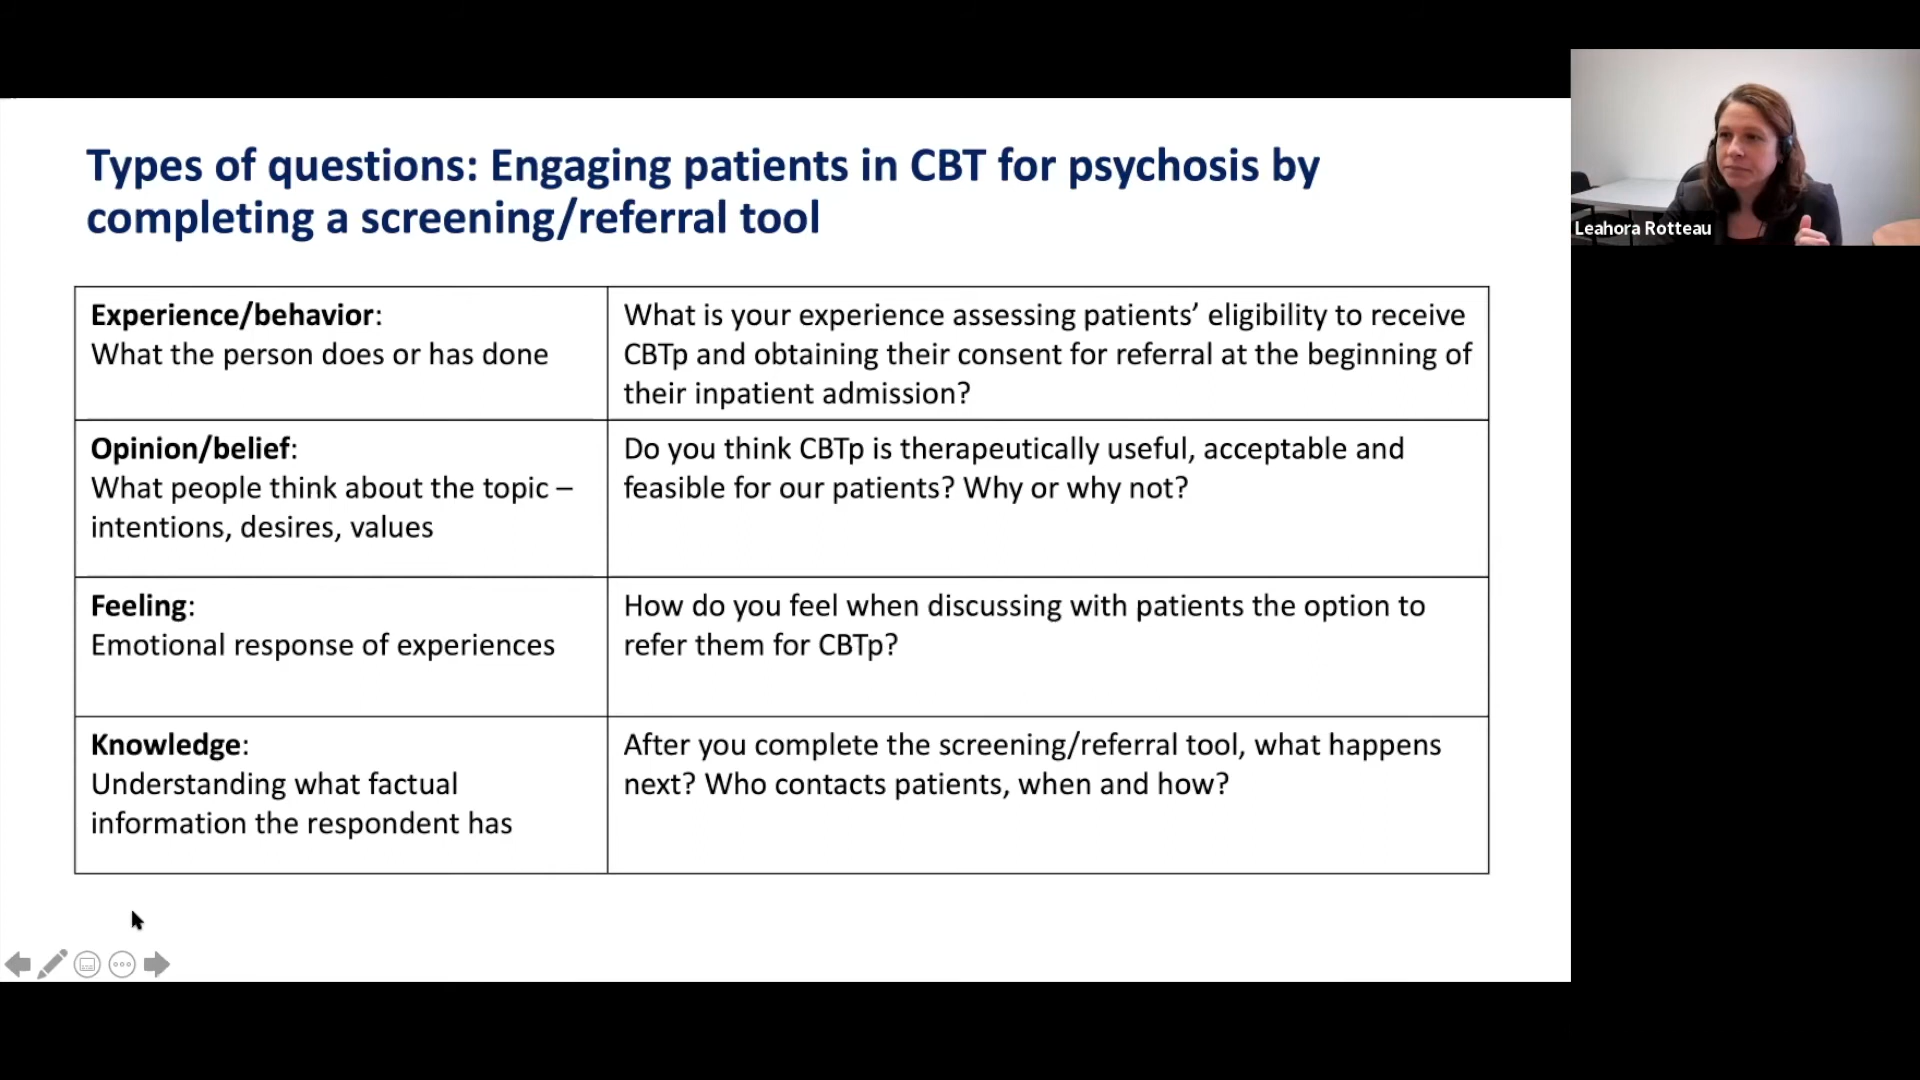 Types of questions: Engaging patients in CBT for psychosis by
completing a screening/referral tool
Experience/behavior:
What the person does or has done
What is your experience assessing patients’ eligibility to receive
CBTp and obtaining their consent for referral at the beginning of
their inpatient admission?
Opinion/belief:
What people think about the topic –
intentions, desires, values
Do you think CBTp is therapeutically useful, acceptable and
feasible for our patients? Why or why not?
Feeling:
Emotional response of experiences
How do you feel when discussing with patients the option to
refer them for CBTp?
Knowledge:
Understanding what factual
information the respondent has
After you complete the screening/referral tool, what happens
next? Who contacts patients, when and how?
Leahora Rotteau